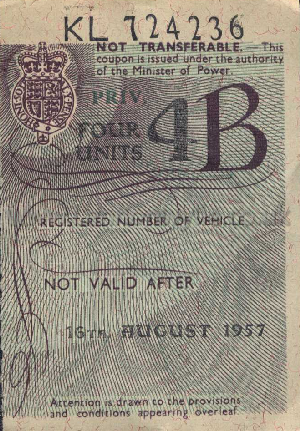 KL 724236
NOT TRANSFERABLE. — This
coupon is issued under the authority
of the Minister of Power.
PRIV.
FOUR
UNITS
4B
REGISTERED NUMBER OF VEHICLE
NOT VALID AFTER
16TH. AUGUST 1957
Attention is drawn to the provisions
and conditions appearing overleaf